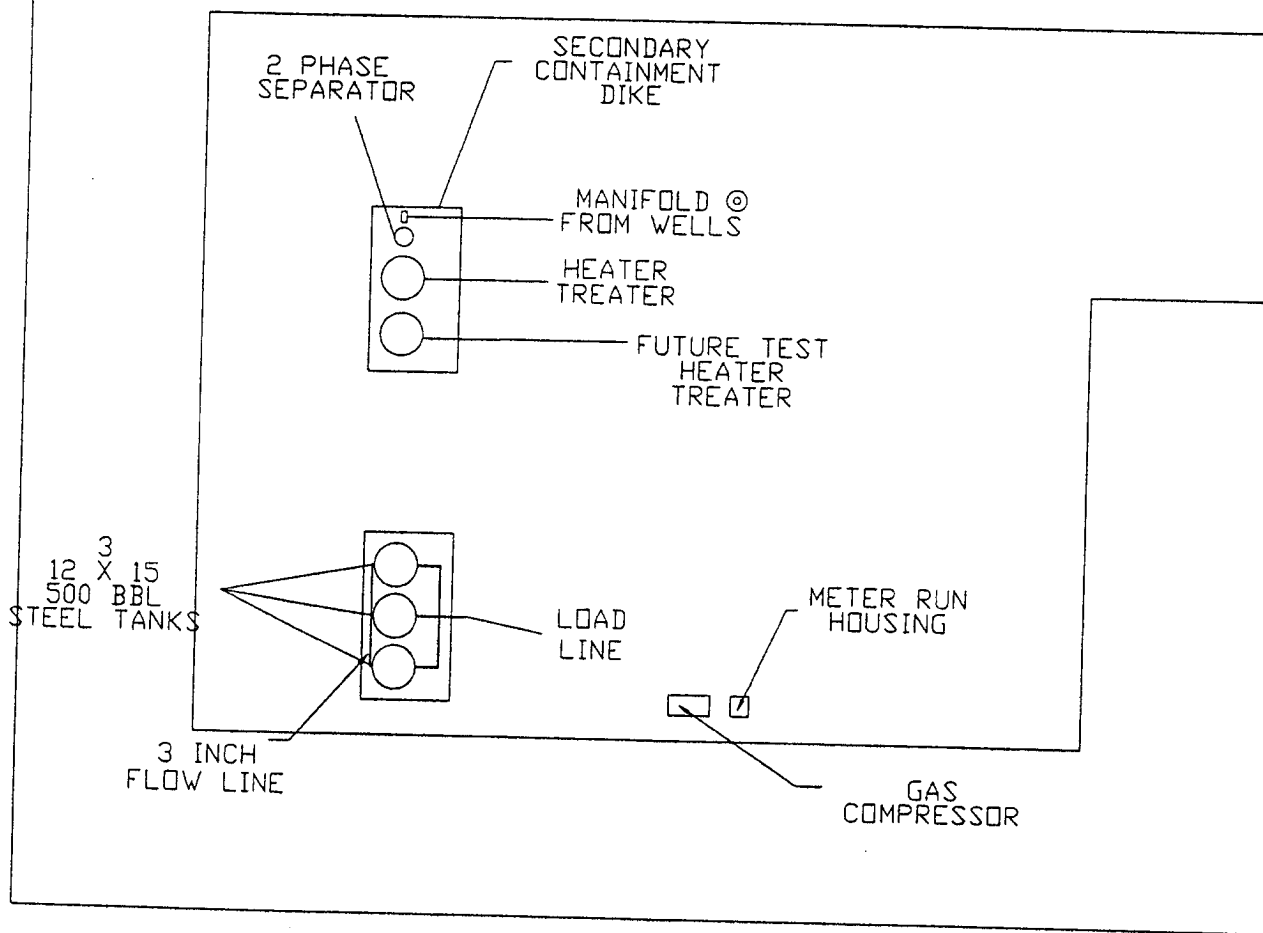 2 PHASE
SEPARATOR
SECONDARY
CONTAINMENT
DIKE
MANIFOLD
FROM WELLS
HEATER
TREATER
FUTURE TEST
HEATER
TREATER
3
12 X 15
500 BBL
STEEL TANKS
LOAD
LINE
METER RUN
HOUSING
3 INCH
FLOW LINE
GAS
COMPRESSOR